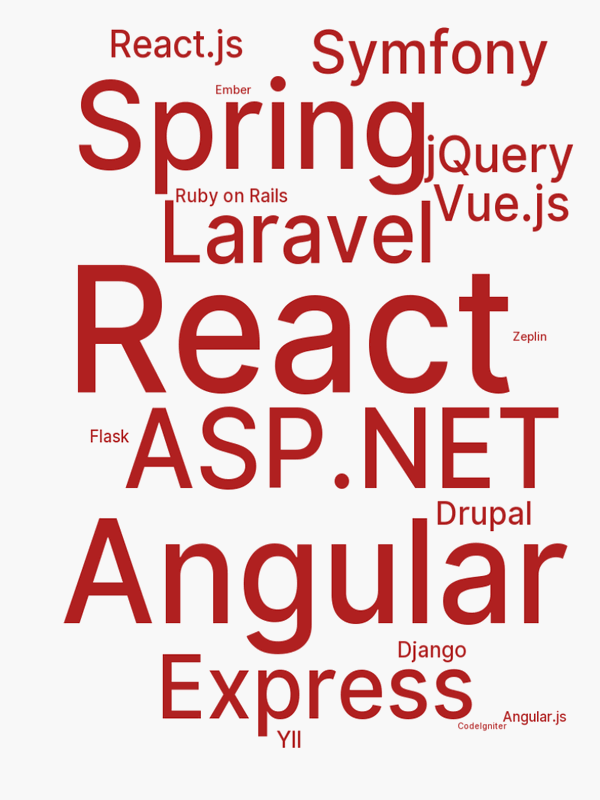 React.js
Symfony
Ember
Spring
jQuery
Ruby on Rails
Vue.js
Laravel
React
Zeplin
Flask
ASP.NET
Drupal
Angular
Django
Express
Angular.js
CodeIgniter
YII